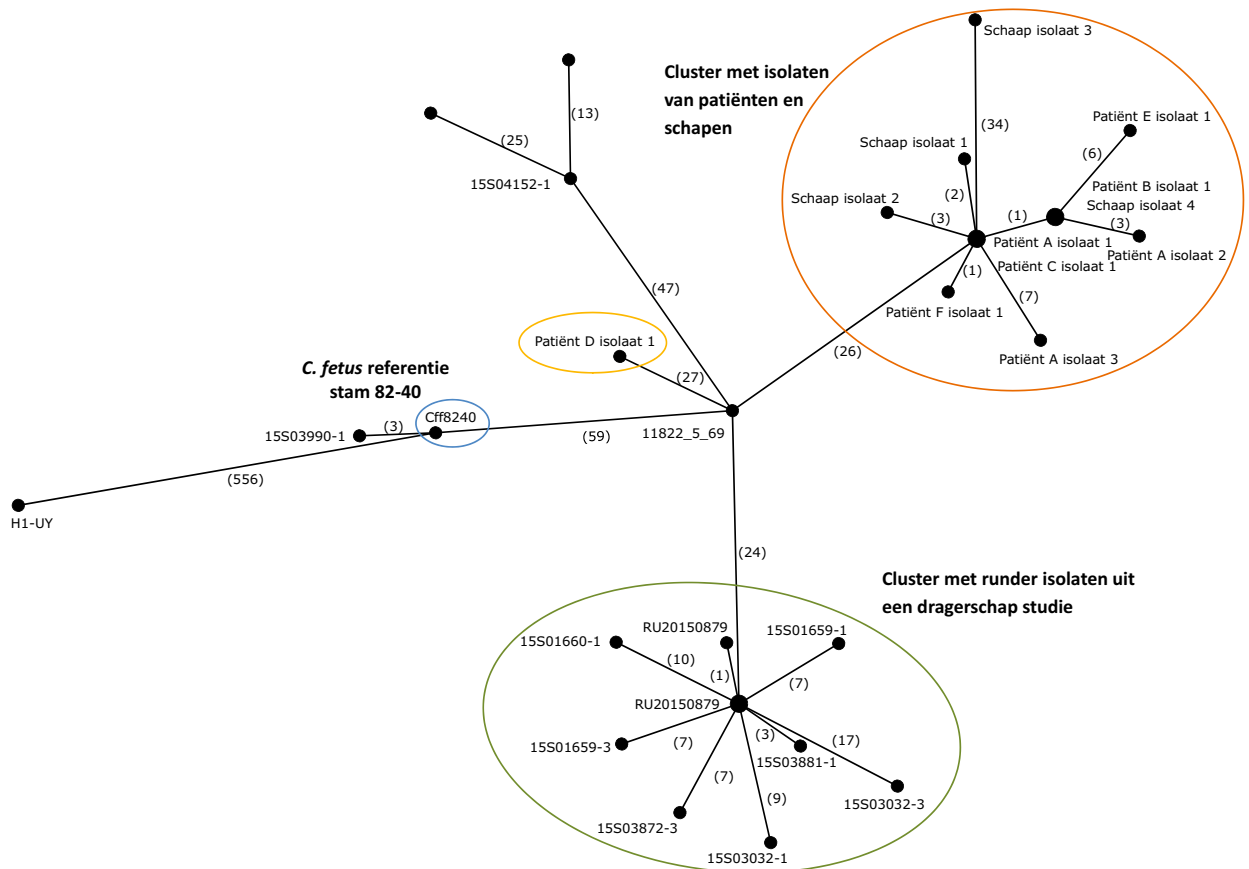 Schaap isolaat 3
Cluster met isolaten
van patiënten en
schapen
(13)
(25)
(34)
Patiënt E isolaat 1
Schaap isolaat 1
(6)
15S04152-1
Schaap isolaat 2
(2)
Patiënt B isolaat 1
Schaap isolaat 4
(3)
(1)
(3)
Patiënt A isolaat 1
Patiënt A isolaat 2
Patiënt C isolaat 1
(1)
(7)
(47)
Patiënt F isolaat 1
Patiënt D isolaat 1
(26)
Patiënt A isolaat 3
C. fetus referentie
stam 82-40
(27)
Cff8240
15S03990-1
(3)
(59)
11822_5_69
(556)
H1-UY
(24)
Cluster met runder isolaten uit
een dragerschap studie
RU20150879
15S01659-1
15S01660-1
(10)
(1)
(7)
RU20150879
(3)
(17)
15S01659-3
(7)
15S03881-1
(7)
(9)
15S03032-3
15S03872-3
15S03032-1